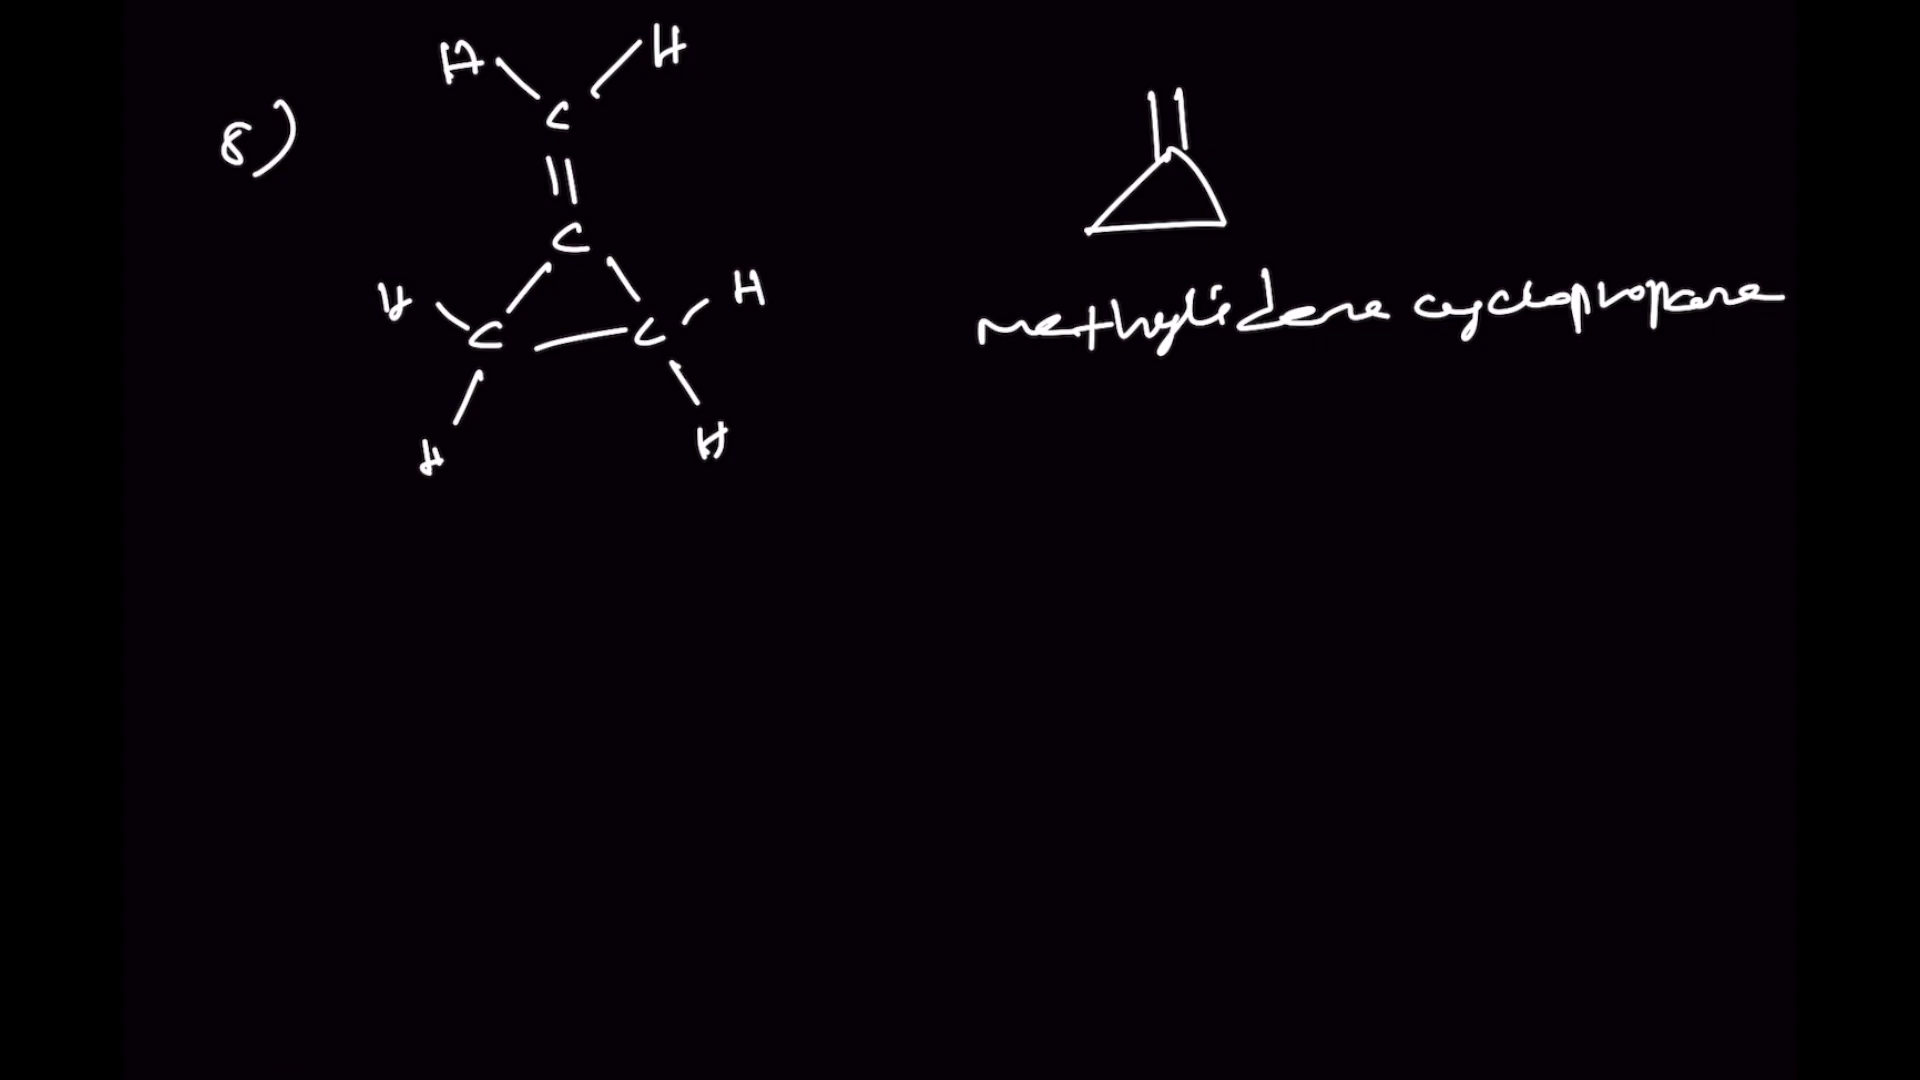 8)
H H
C
||
C
H C — C H
H H
methylidene cyclopropane